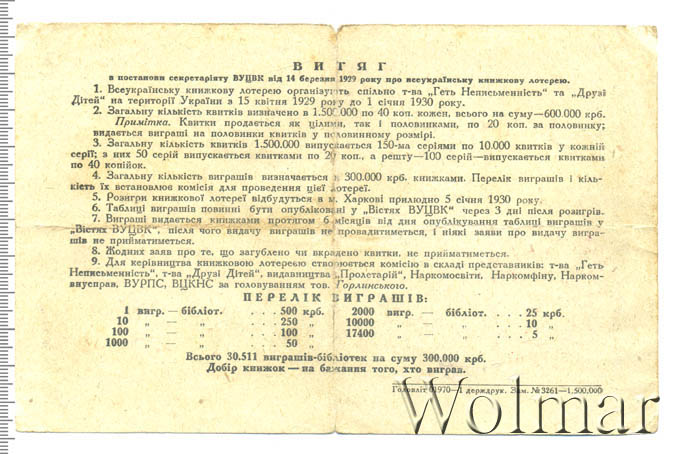 ВИТЯГ
з постанови секретаріяту ВУЦВК від 14 березня 1929 року про всеукраїнську книжкову лотерею.
1. Всеукраїнську книжкову лотерею організують спільно т-ва „Геть Неписьменність" та „Друзі
Дітей" на території України з 15 квітня 1929 року до 1 січня 1930 року.
2. Загальну кількість квитків визначено в 1.500.000 по 40 коп. кожен, всього на суму—600.000 крб.
Примітка. Квитки продається як цілими, так і половинками, по 20 коп. за половинку;
видається виграші на половинки квитків у половинному розмірі.
3. Загальну кількість квитків 1.500.000 випускається 150-ма серіями по 10.000 квитків у кожній
серії; з них 50 серій випускається квитками по 20 коп., а решту—100 серій—випускається квитками
по 40 копійок.
4. Загальну кількість виграшів визначається в 300.000 крб. книжками. Перелік виграшів і кіль-
кість їх встановлює комісія для проведення цієї лотереї.
5. Розигри книжкової лотереї відбудуться в м. Харкові прилюдно 5 січня 1930 року.
6. Таблиці виграшів повинні бути опубліковані у „Вістях ВУЦВК" через 3 дні після розигрів.
7. Виграші видається книжками протягом 6 місяців від дня опублікування таблиці виграшів у
„Вістях ВУЦВК", після чого видачу виграшів не провадитиметься, і ніякі заяви про видачу вигра-
шів не прийматиметься.
8. Жодних заяв про те, що загублено чи вкрадено квитки, не прийматиметься.
9. Для керівництва книжковою лотереєю створюється комісію в складі представників: т-ва „Геть
Неписьменність", т-ва „Друзі Дітей", видавництва „Пролетарій", Наркомосвіти, Наркомфіну, Нарком-
внусправ, ВУРПС, ВЦКНС за головуванням тов. Горлинського.
ПЕРЕЛІК ВИГРАШІВ:
1 вигр. — бібліот. . . . 500 крб. 2000 вигр. — бібліот. . . . 25 крб.
10 „ — „ . . . 250 „ 10000 „ — „ . . . 10 „
100 „ — „ . . . 100 „ 17400 „ — „ . . . 5 „
1000 „ — „ . . . 50 „
Всього 30.511 виграшів-бібліотек на суму 300,000 крб.
Добір книжок—на бажання того, хто виграв.
Головліт 01970—1 держдрук. Зам. № 3261—1,500,000
Wolmar